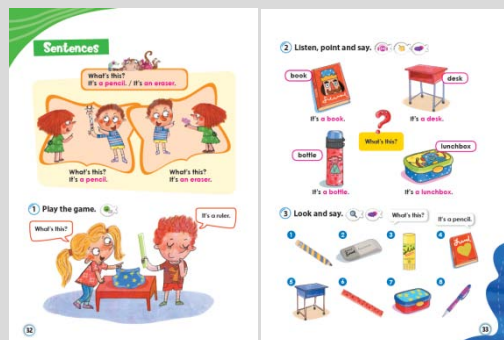 Sentences
What's this?
It's a pencil. / It's an eraser.
What's this?
It's a pencil.
What's this?
It's an eraser.
1 Play the game.
What's this?
It's a ruler.
32
2 Listen, point and say.
book
It's a book.
desk
It's a desk.
What's this?
bottle
It's a bottle.
lunchbox
It's a lunchbox.
3 Look and say.
What's this?
It's a pencil.
1
2
3
4
5
6
7
8
33